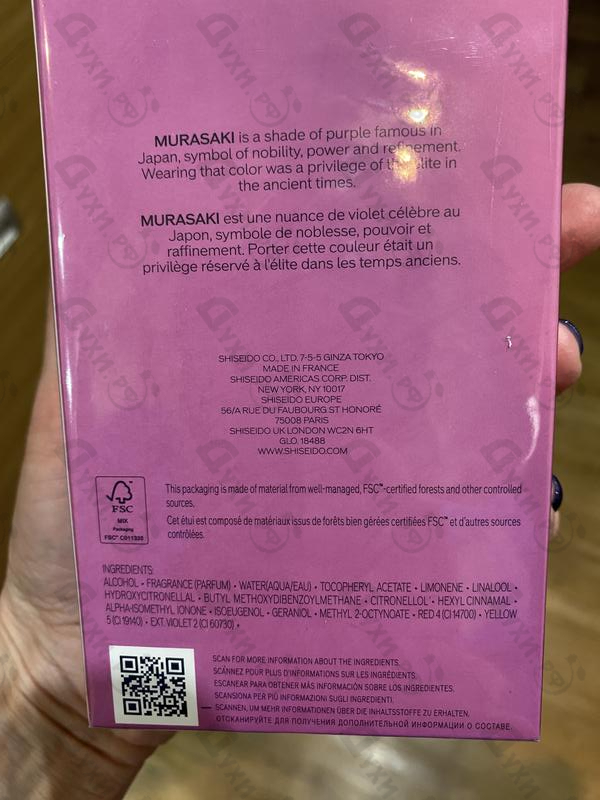 MURASAKI is a shade of purple famous in
Japan, symbol of nobility, power and refinement.
Wearing that color was a privilege of the elite in
the ancient times.
MURASAKI est une nuance de violet célèbre au
Japon, symbole de noblesse, pouvoir et
raffinement. Porter cette couleur était un
privilège réservé à l'élite dans les temps anciens.
SHISEIDO CO., LTD. 7-5-5 GINZA TOKYO
MADE IN FRANCE
SHISEIDO AMERICAS CORP. DIST.
NEW YORK, NY 10017
SHISEIDO EUROPE
56/A RUE DU FAUBOURG ST HONORÉ
75008 PARIS
SHISEIDO UK LONDON WC2N 6HT
GLO. 18488
WWW.SHISEIDO.COM
FSC
MIX
Packaging
FSC™ C011335
This packaging is made of material from well-managed, FSC™-certified forests and other controlled
sources.
Cet étui est composé de matériaux issus de forêts bien gérées certifiées FSC™ et d'autres sources
contrôlées.
INGREDIENTS:
ALCOHOL • FRAGRANCE (PARFUM) • WATER(AQUA/EAU) • TOCOPHERYL ACETATE • LIMONENE • LINALOOL •
HYDROXYCITRONELLAL • BUTYL METHOXYDIBENZOYLMETHANE • CITRONELLOL • HEXYL CINNAMAL •
ALPHA-ISOMETHYL IONONE • ISOEUGENOL • GERANIOL • METHYL 2-OCTYNOATE • RED 4 (CI 14700) • YELLOW
5 (CI 19140) • EXT. VIOLET 2 (CI 60730) •
SCAN FOR MORE INFORMATION ABOUT THE INGREDIENTS.
SCANNEZ POUR PLUS D'INFORMATIONS SUR LES INGRÉDIENTS.
ESCANEAR PARA OBTENER MÁS INFORMACIÓN SOBRE LOS INGREDIENTES.
SCANSIONA PER PIÙ INFORMAZIONI SUGLI INGREDIENTI.
SCANNEN, UM MEHR INFORMATIONEN ÜBER DIE INHALTSSTOFFE ZU ERHALTEN.
ОТСКАНИРУЙТЕ ДЛЯ ПОЛУЧЕНИЯ ДОПОЛНИТЕЛЬНОЙ ИНФОРМАЦИИ О СОСТАВЕ.
Духи.рф